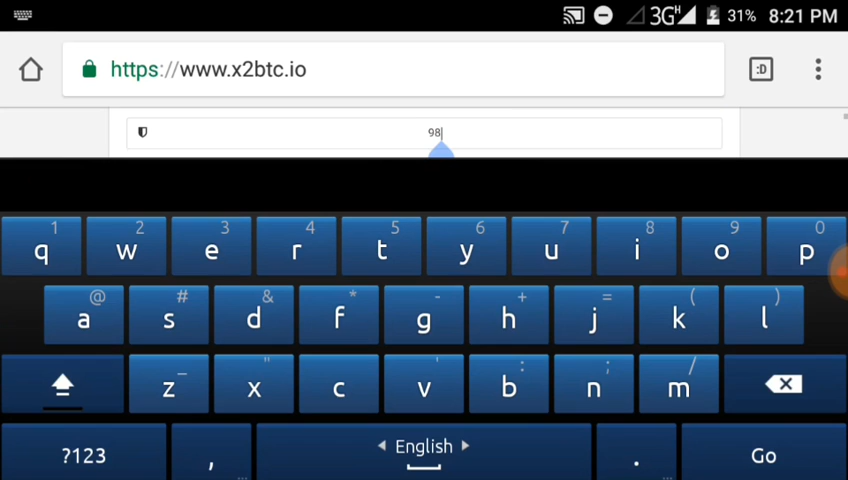 3G H 31% 8:21 PM
https://www.x2btc.io :D
98
1 2 3 4 5 6 7 8 9 0
q w e r t y u i o p
@ # & * - + = ( )
a s d f g h j k l
_ " ' : ; /
z x c v b n m
?123 , English . Go